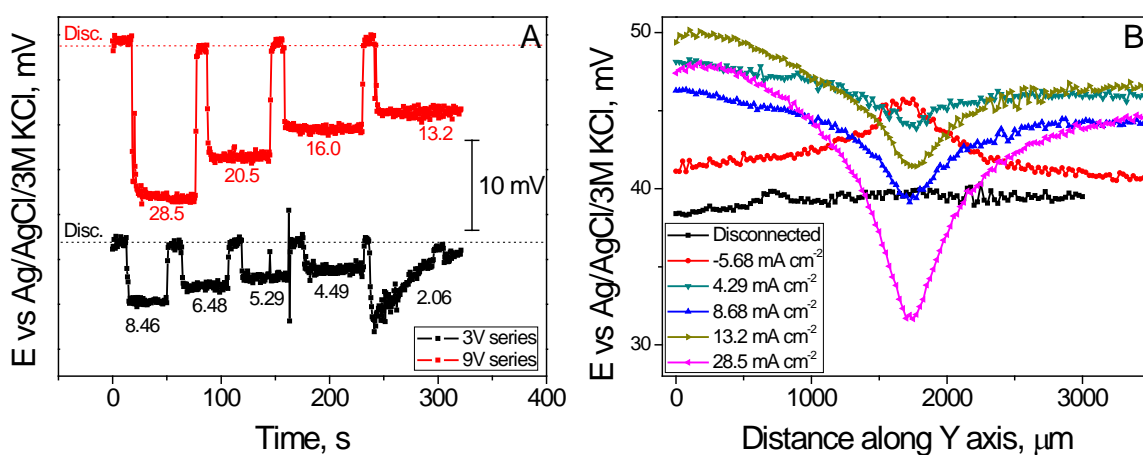 A
E vs Ag/AgCl/3M KCl, mV
Disc.
28.5
20.5
16.0
13.2
10 mV
Disc.
8.46
6.48
5.29
4.49
2.06
3V series
9V series
0
100
200
300
400
Time, s
B
E vs Ag/AgCl/3M KCl, mV
50
40
30
Disconnected
-5.68 mA cm-2
4.29 mA cm-2
8.68 mA cm-2
13.2 mA cm-2
28.5 mA cm-2
0
1000
2000
3000
Distance along Y axis, μm